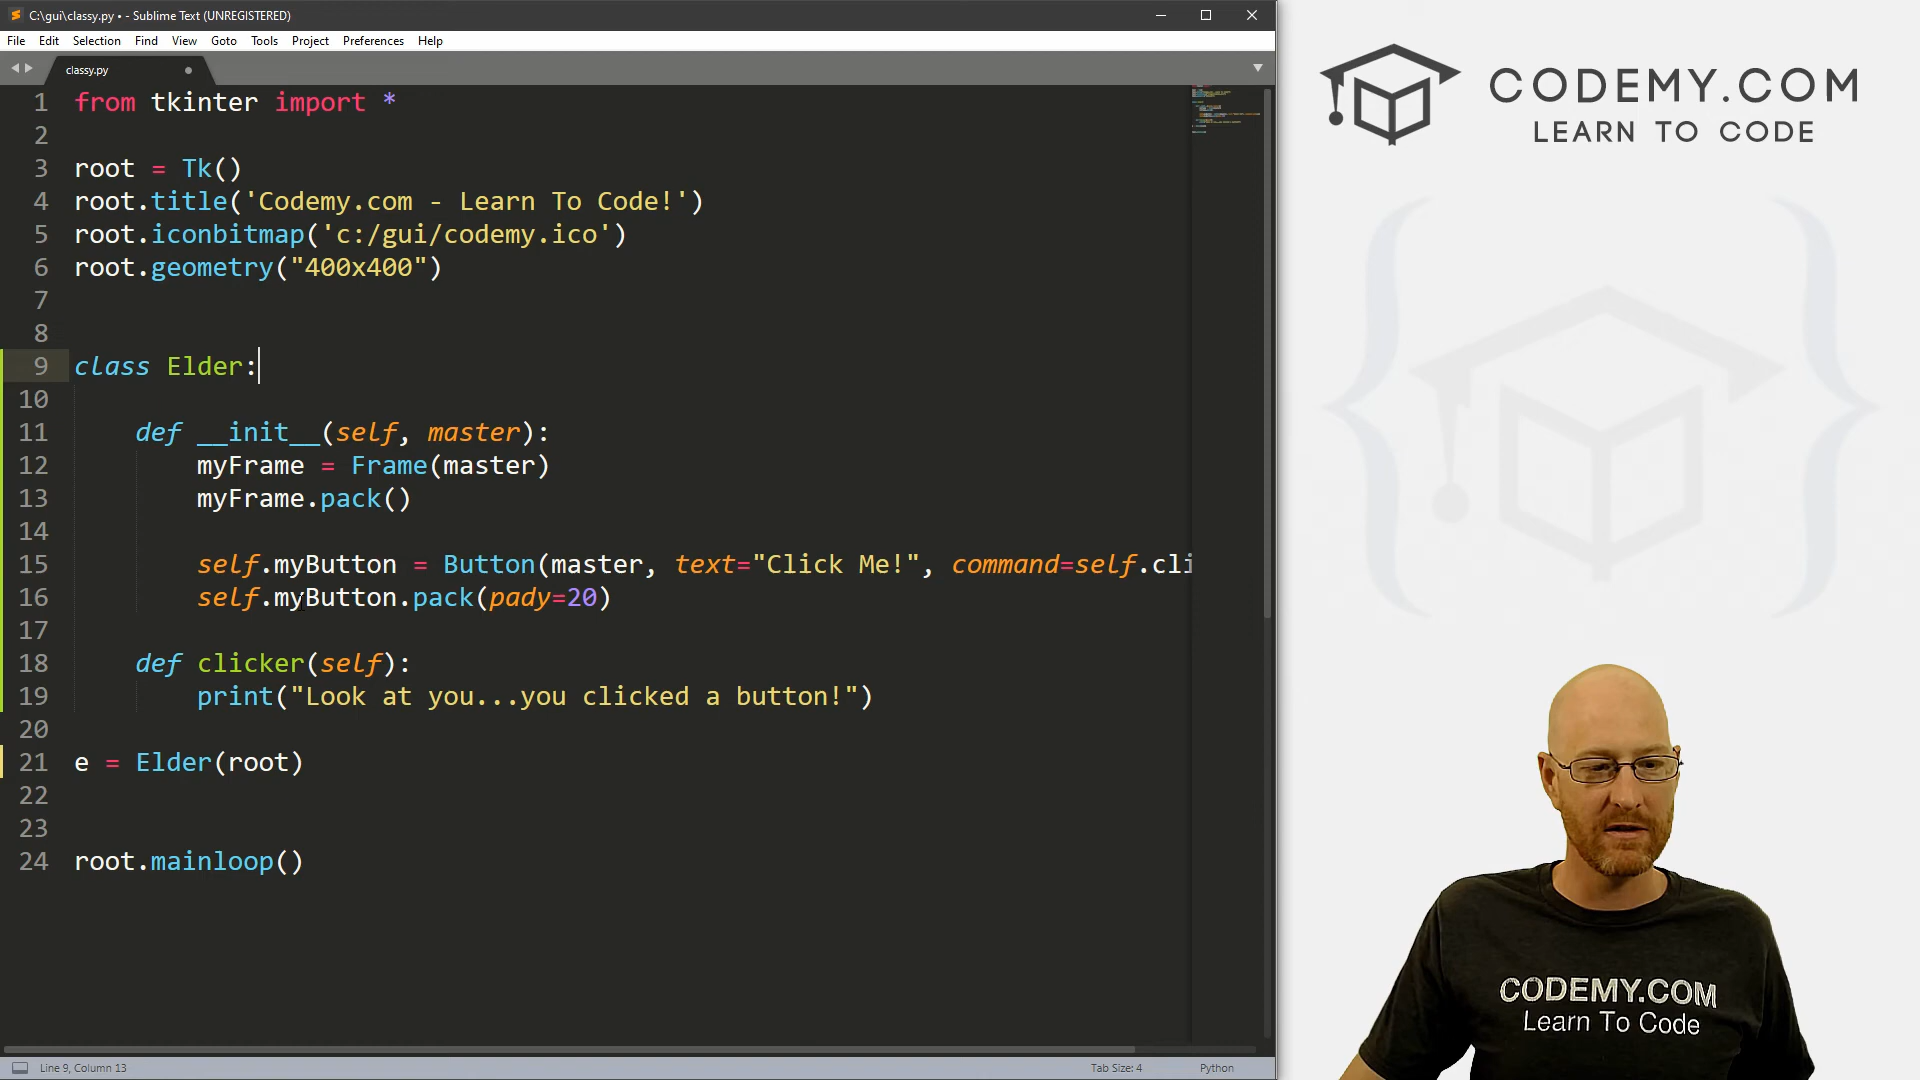 C:\gui\classy.py • - Sublime Text (UNREGISTERED)
File Edit Selection Find View Goto Tools Project Preferences Help
classy.py
1 from tkinter import *
2
3 root = Tk()
4 root.title('Codemy.com - Learn To Code!')
5 root.iconbitmap('c:/gui/codemy.ico')
6 root.geometry("400x400")
7
8
9 class Elder:
10
11 def __init__(self, master):
12 myFrame = Frame(master)
13 myFrame.pack()
14
15 self.myButton = Button(master, text="Click Me!", command=self.cli
16 self.myButton.pack(pady=20)
17
18 def clicker(self):
19 print("Look at you...you clicked a button!")
20
21 e = Elder(root)
22
23
24 root.mainloop()
Line 9, Column 13
Tab Size: 4
Python
CODEMY.COM
LEARN TO CODE
CODEMY.COM
Learn To Code